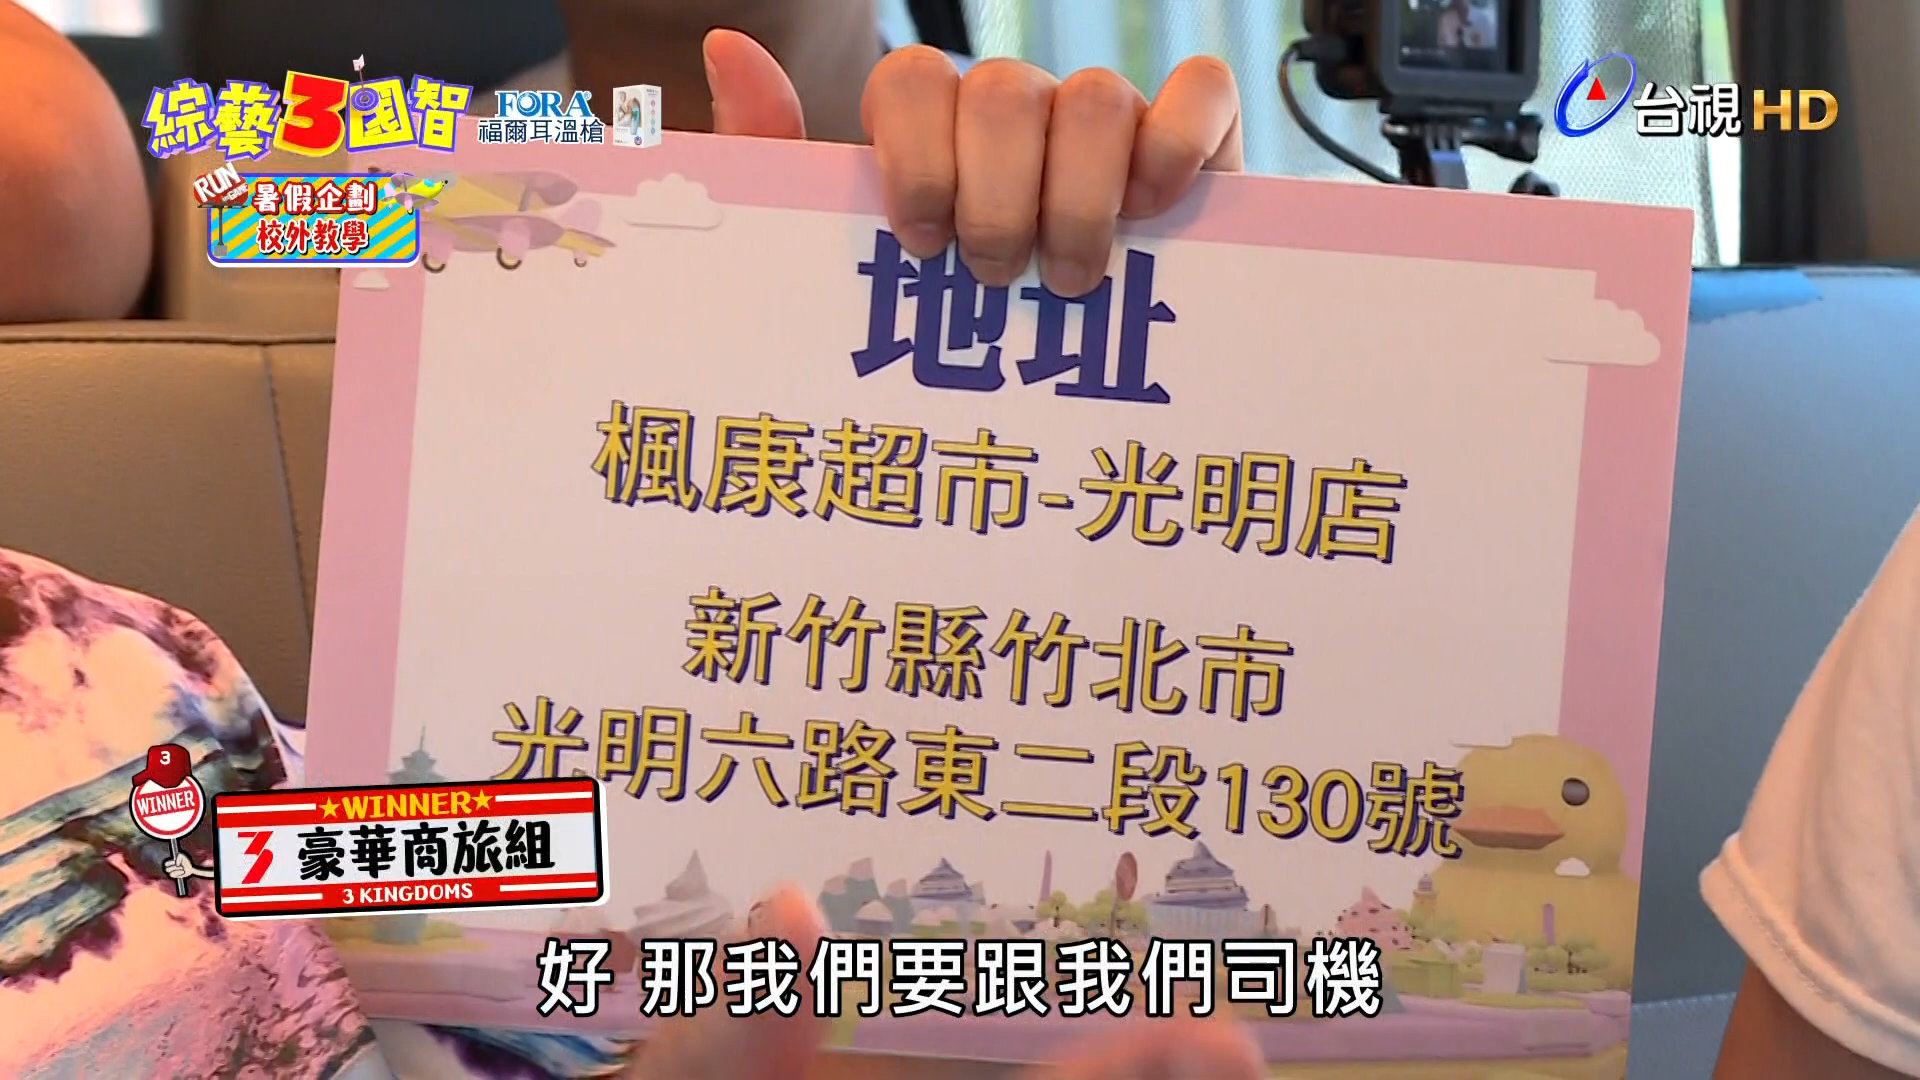 綜藝3國智
FORA
福爾耳溫槍
台視HD
RUN
GAME
暑假企劃
校外教學
地址
楓康超市-光明店
新竹縣竹北市
光明六路東二段130號
3
WINNER
★WINNER★
3 豪華商旅組
3 KINGDOMS
好 那我們要跟我們司機